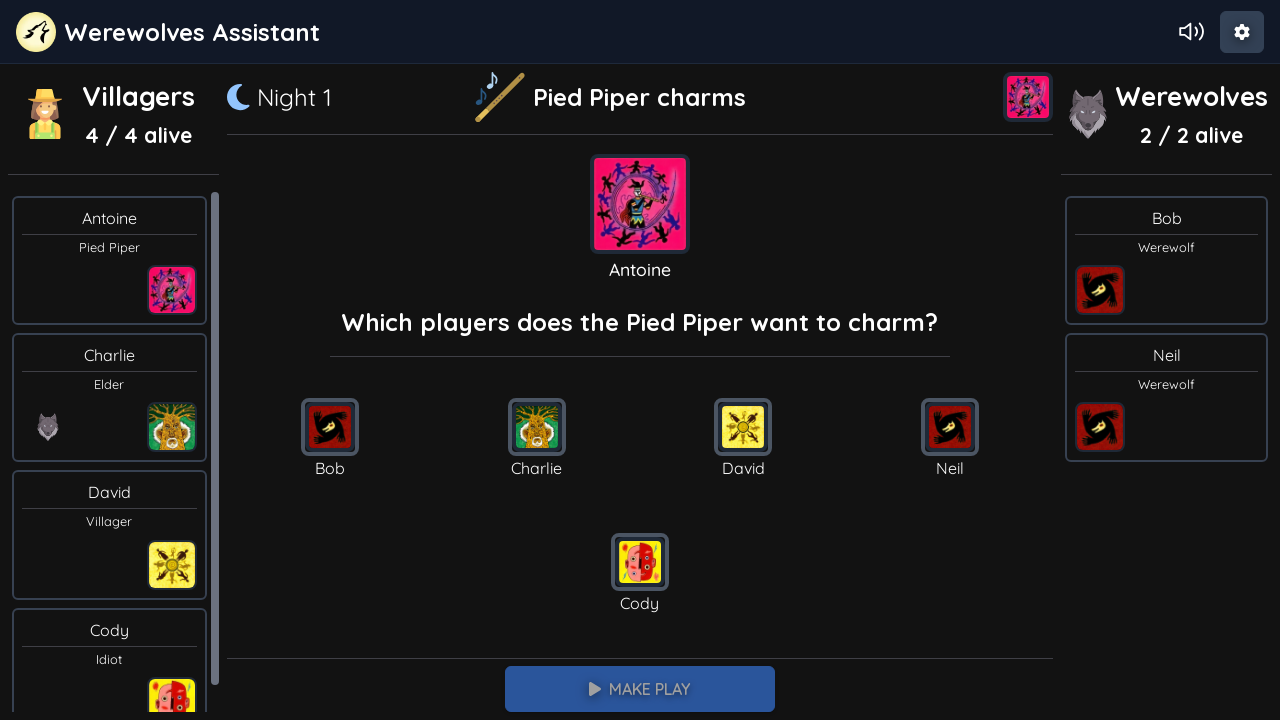 Werewolves Assistant
Villagers
4 / 4 alive
Antoine
Pied Piper
Charlie
Elder
David
Villager
Cody
Idiot
Night 1
Pied Piper charms
Antoine
Which players does the Pied Piper want to charm?
Bob
Charlie
David
Neil
Cody
MAKE PLAY
Werewolves
2 / 2 alive
Bob
Werewolf
Neil
Werewolf